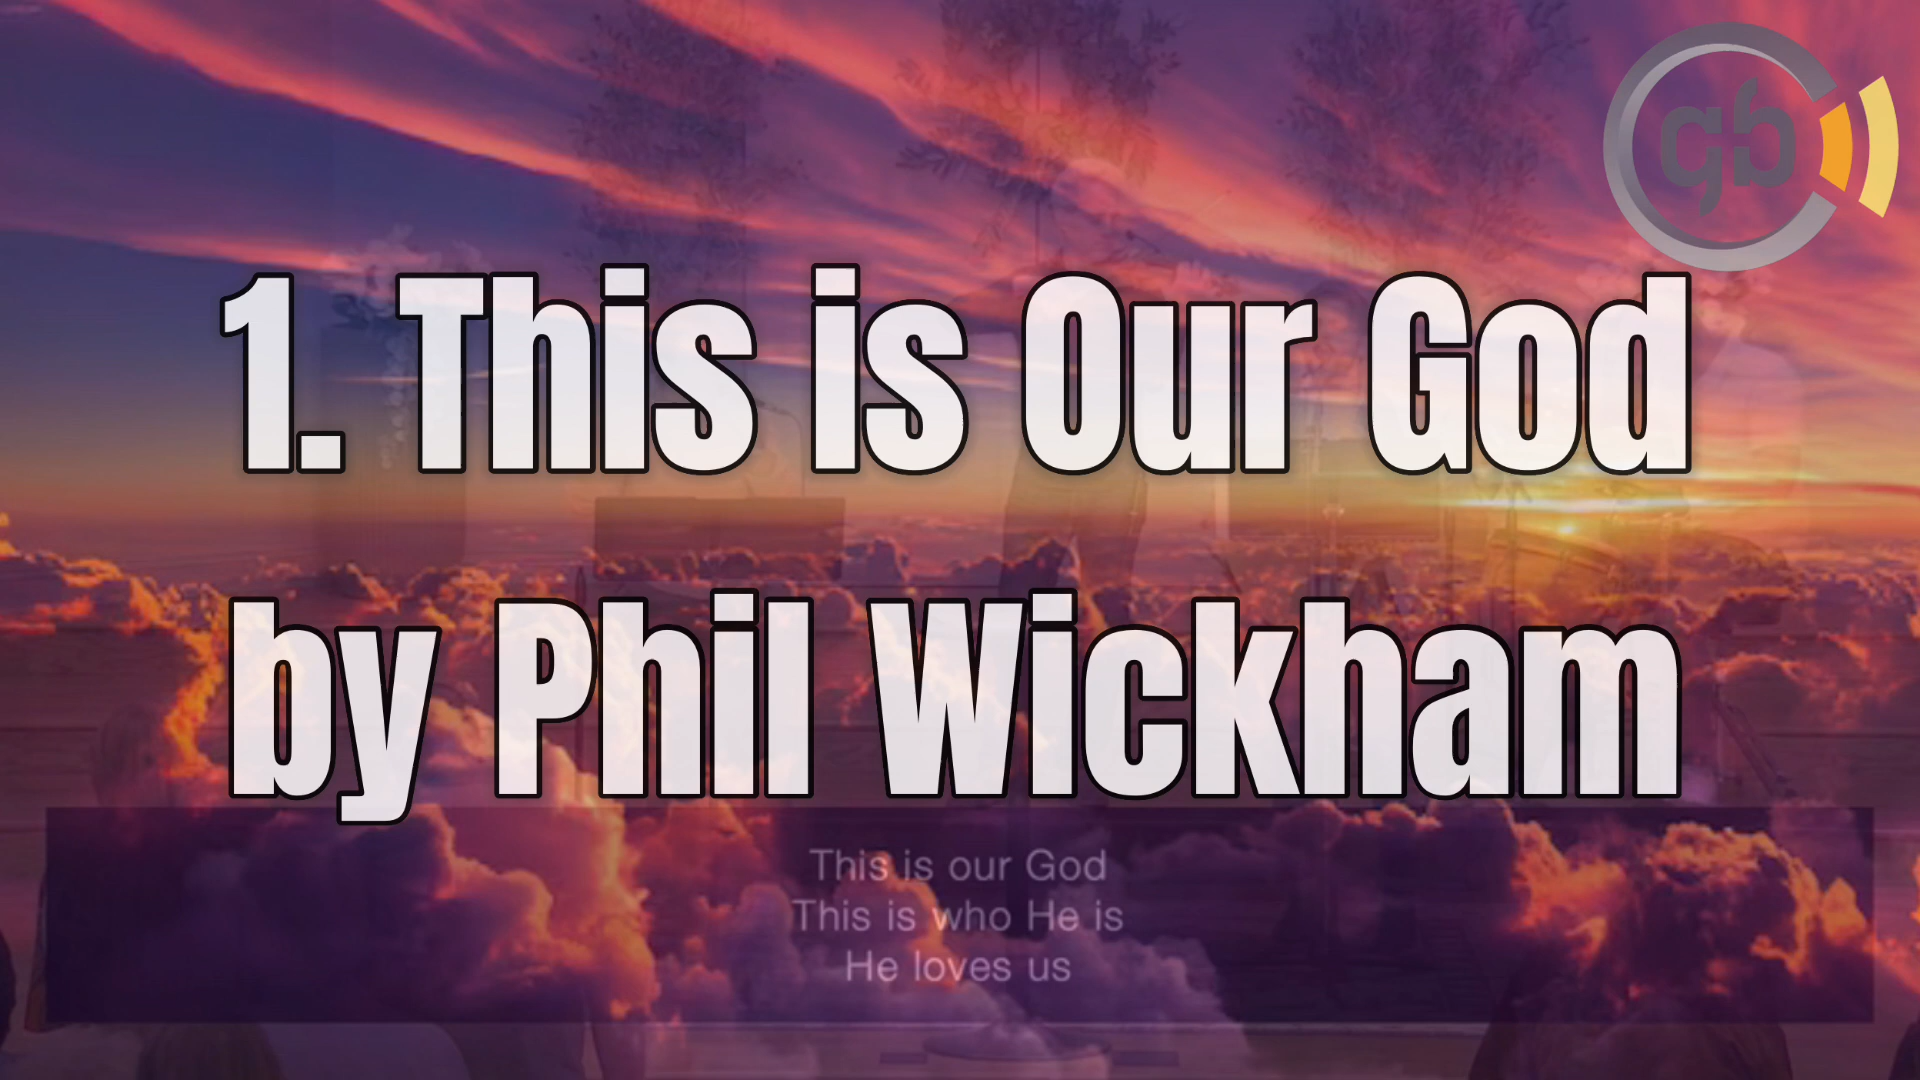 gb
1. This is Our God
by Phil Wickham
This is our God
This is who He is
He loves us